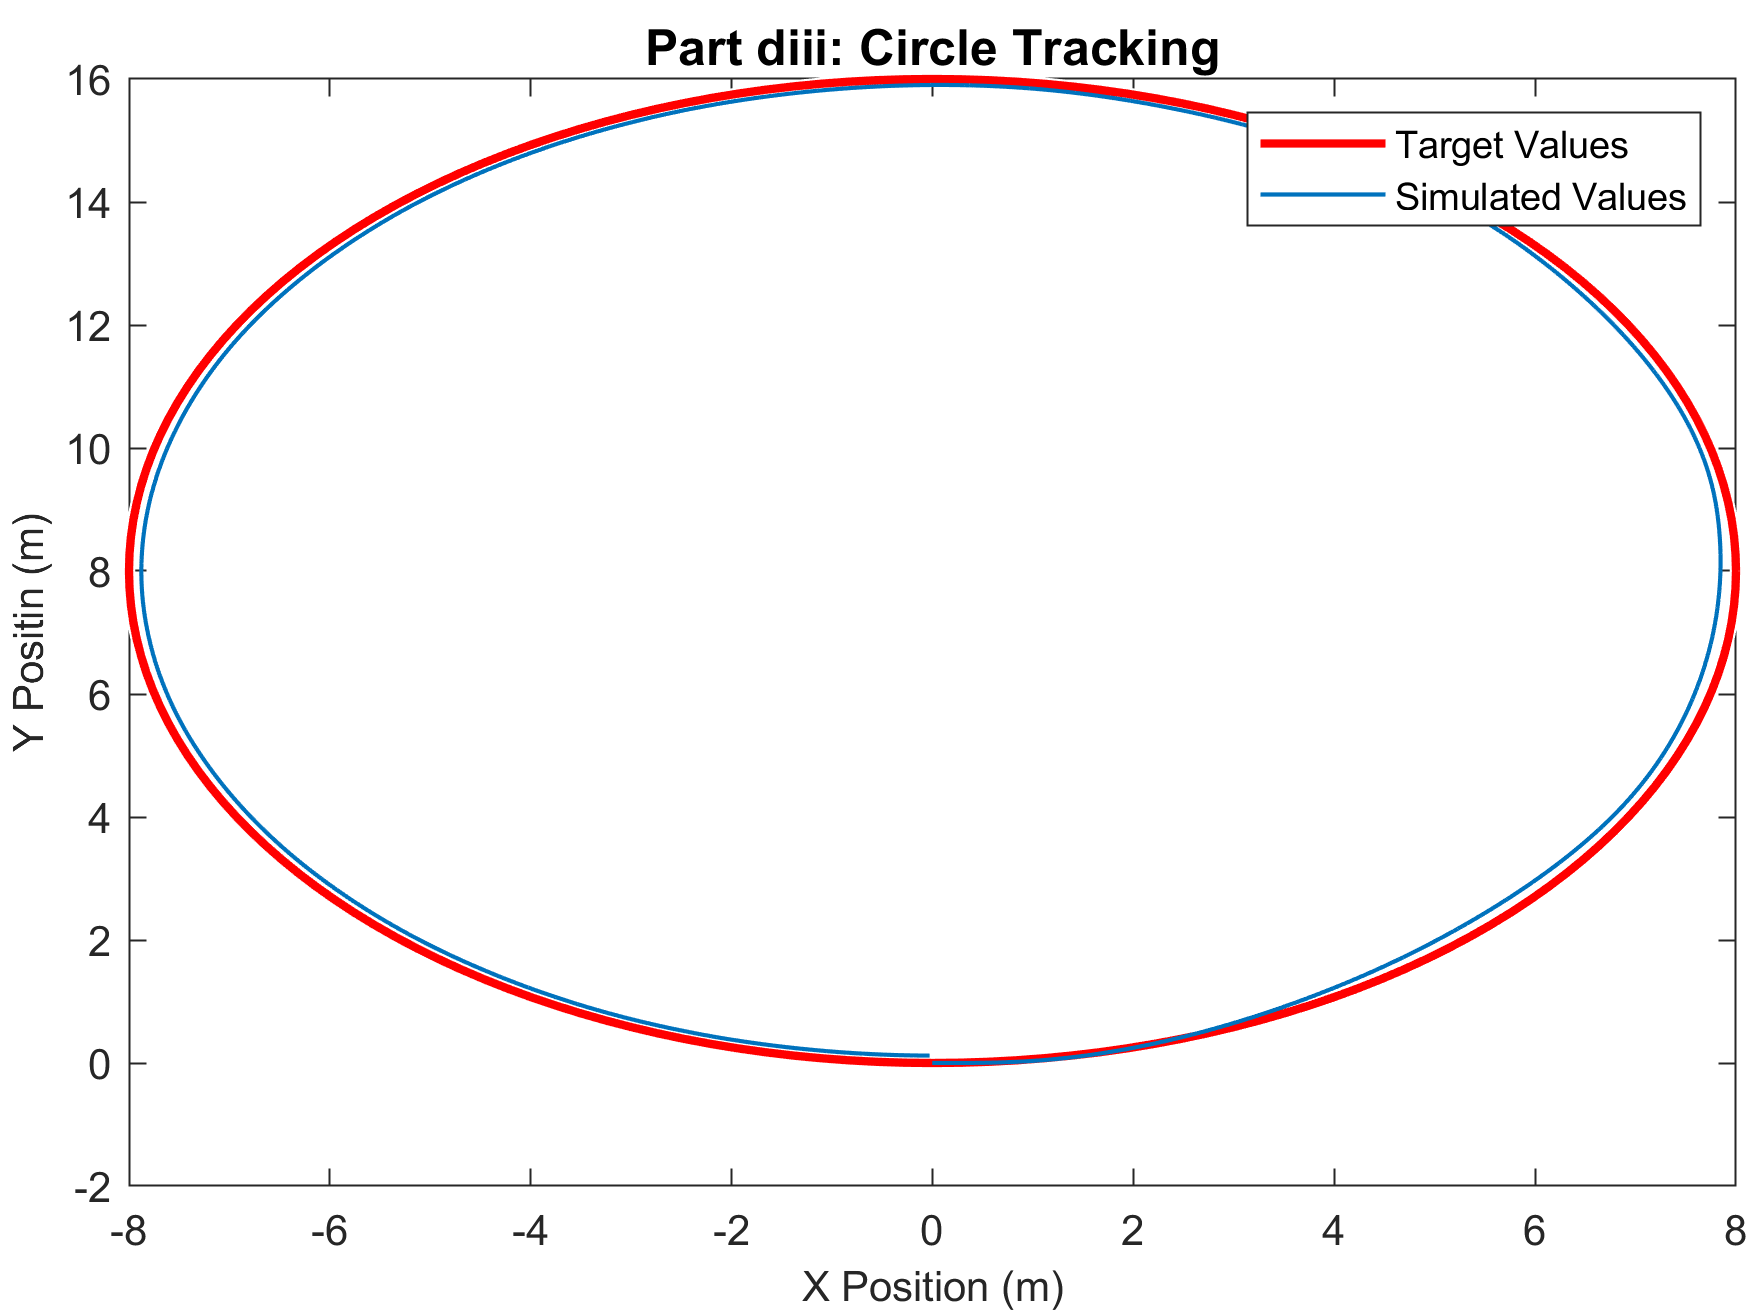 Part diii: Circle Tracking
16
14
12
10
8
6
4
2
0
-2
Y Positin (m)
Target Values
Simulated Values
-8 -6 -4 -2 0 2 4 6 8
X Position (m)